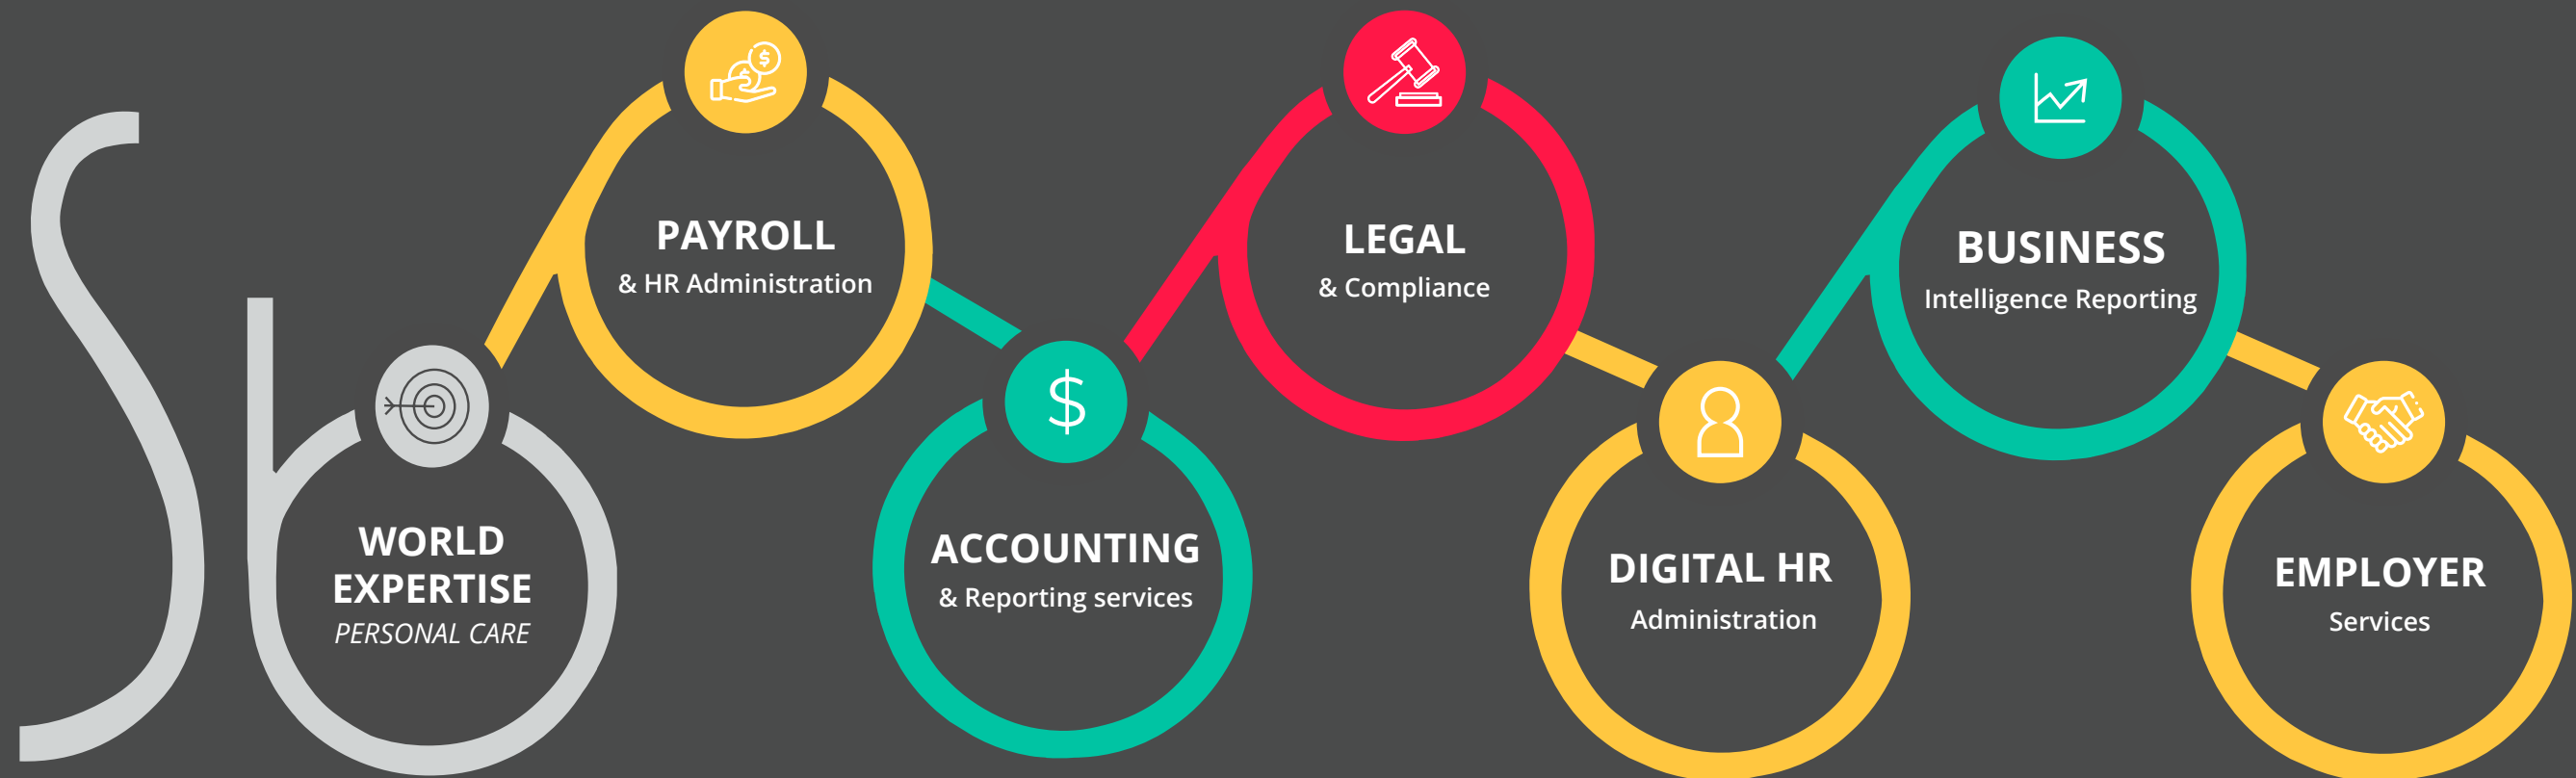 Sb
WORLD
EXPERTISE
PERSONAL CARE
PAYROLL
& HR Administration
$
$
ACCOUNTING
& Reporting services
LEGAL
& Compliance
DIGITAL HR
Administration
BUSINESS
Intelligence Reporting
EMPLOYER
Services